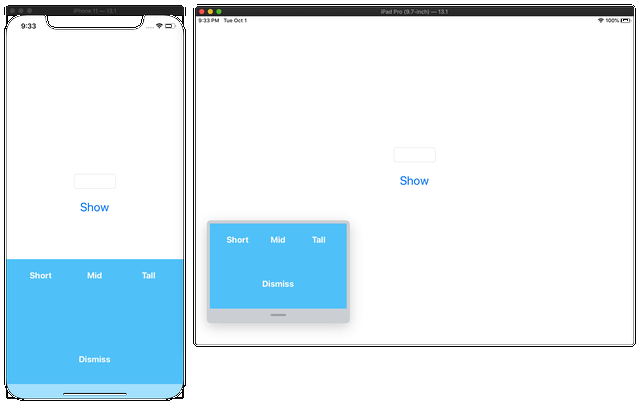 iPhone 11 — 13.1
9:33
Show
Short Mid Tall
Dismiss
iPad Pro (9.7-inch) — 13.1
9:33 PM Tue Oct 1
100%
Show
Short Mid Tall
Dismiss